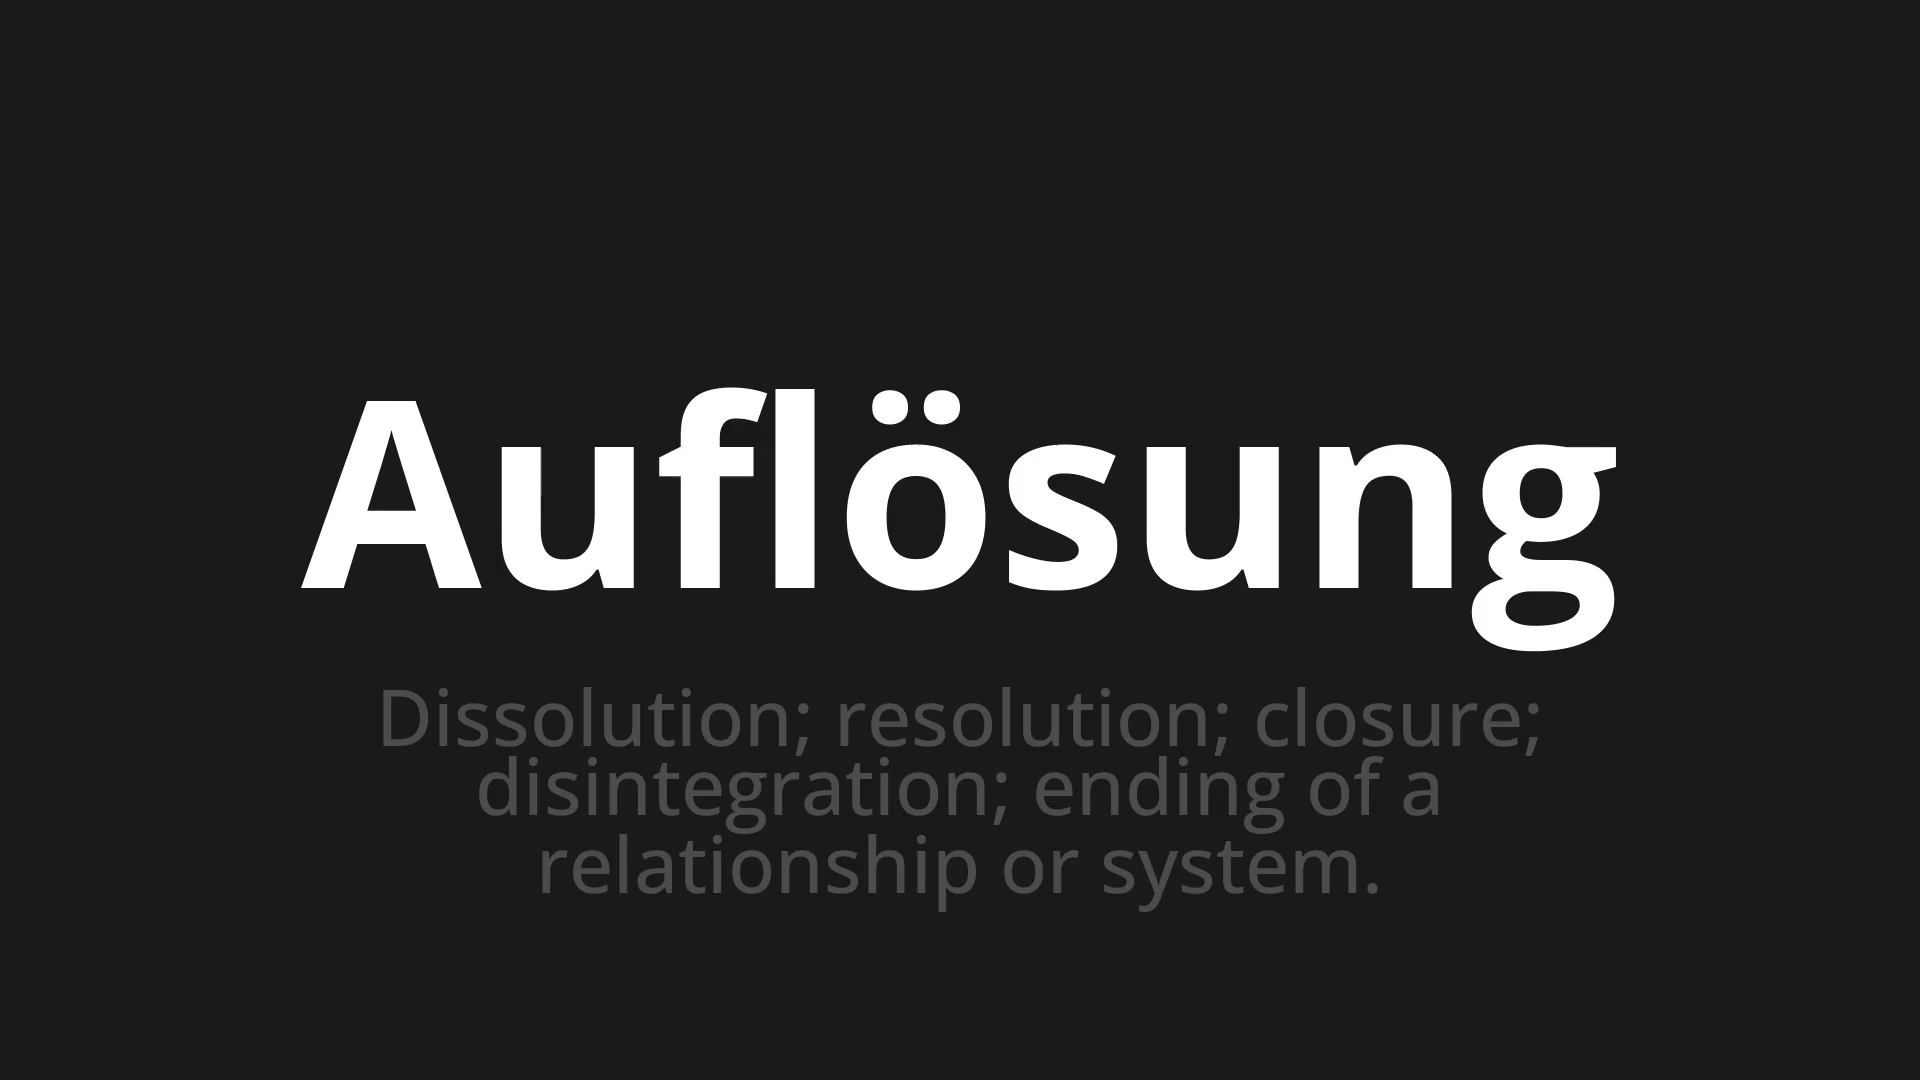 Auflösung
Dissolution; resolution; closure;
disintegration; ending of a
relationship or system.